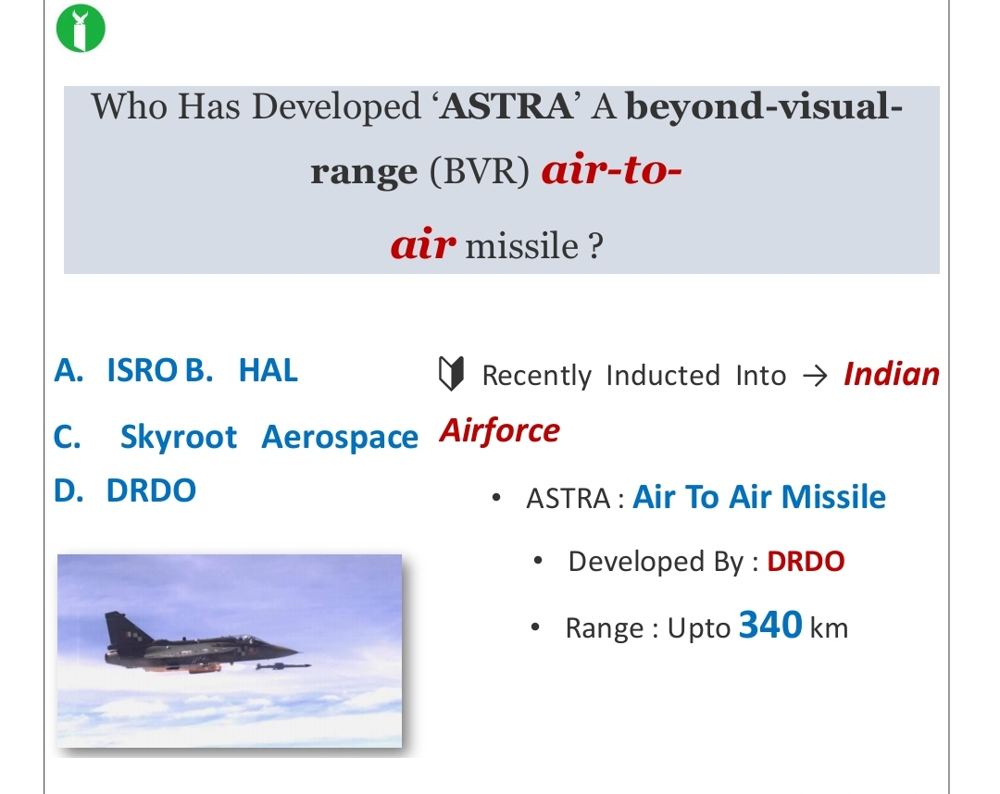 Who Has Developed ‘ASTRA’ A beyond-visual-
range (BVR) air-to-
air missile ?
A. ISRO B. HAL
C. Skyroot Aerospace
D. DRDO
Recently Inducted Into → Indian
Airforce
• ASTRA : Air To Air Missile
• Developed By : DRDO
• Range : Upto 340 km